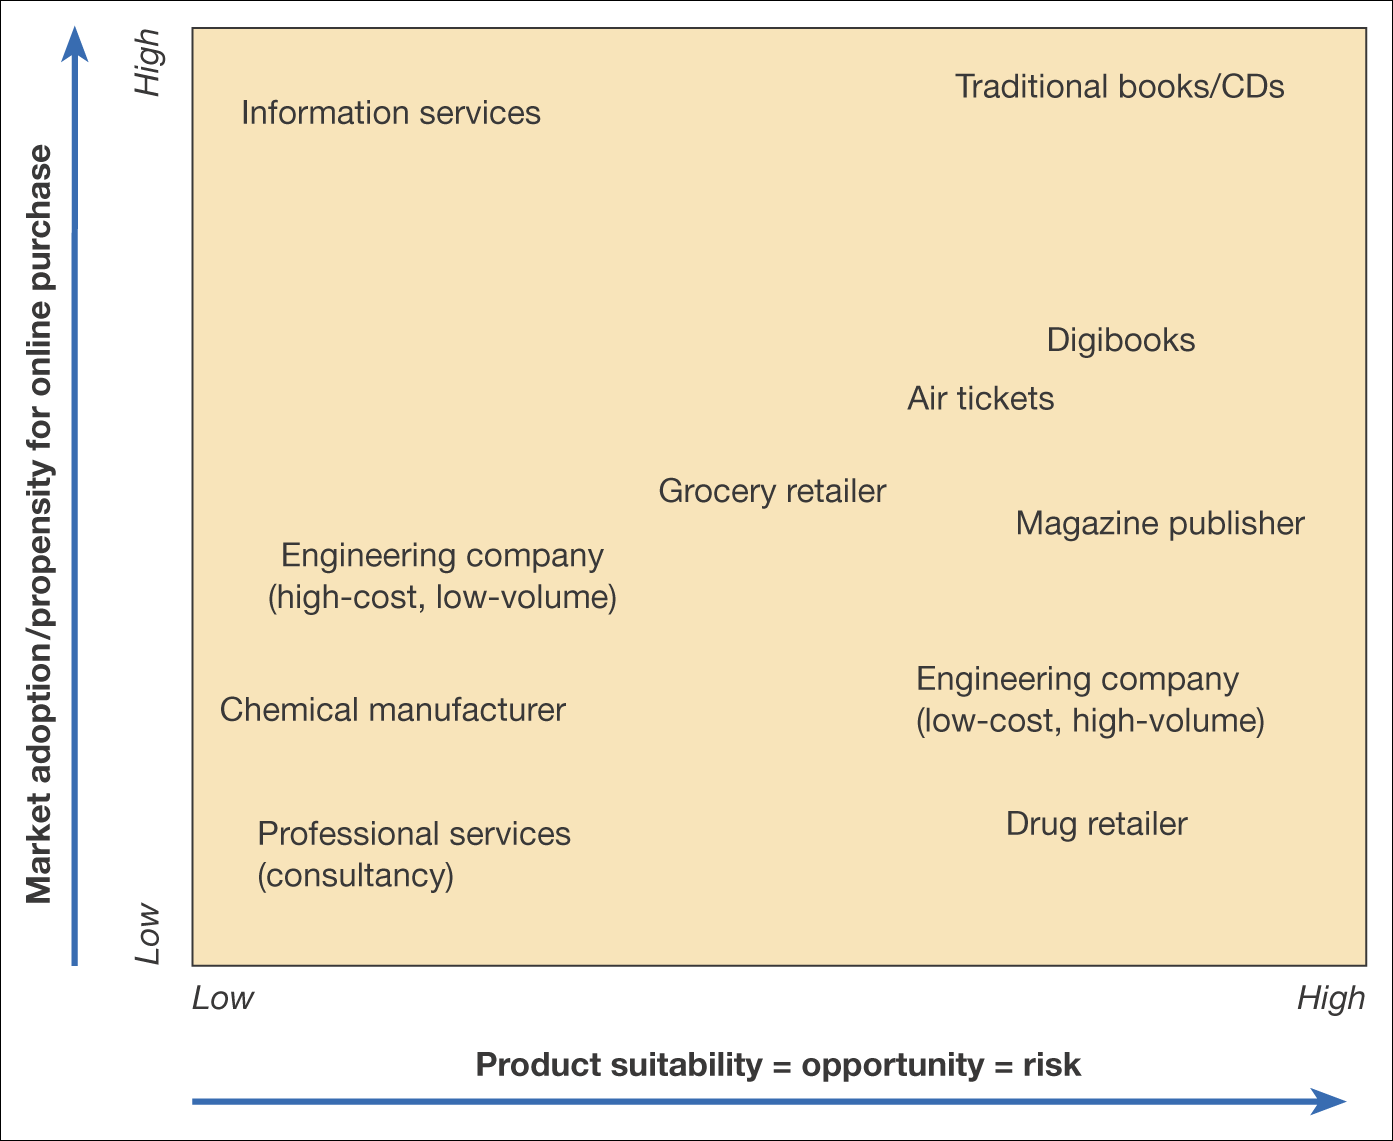 High
Traditional books/CDs
Information services
Digibooks
Air tickets
Grocery retailer
Magazine publisher
Engineering company
(high-cost, low-volume)
Engineering company
(low-cost, high-volume)
Chemical manufacturer
Drug retailer
Professional services
(consultancy)
Low
Market adoption/propensity for online purchase
Low
High
Product suitability = opportunity = risk